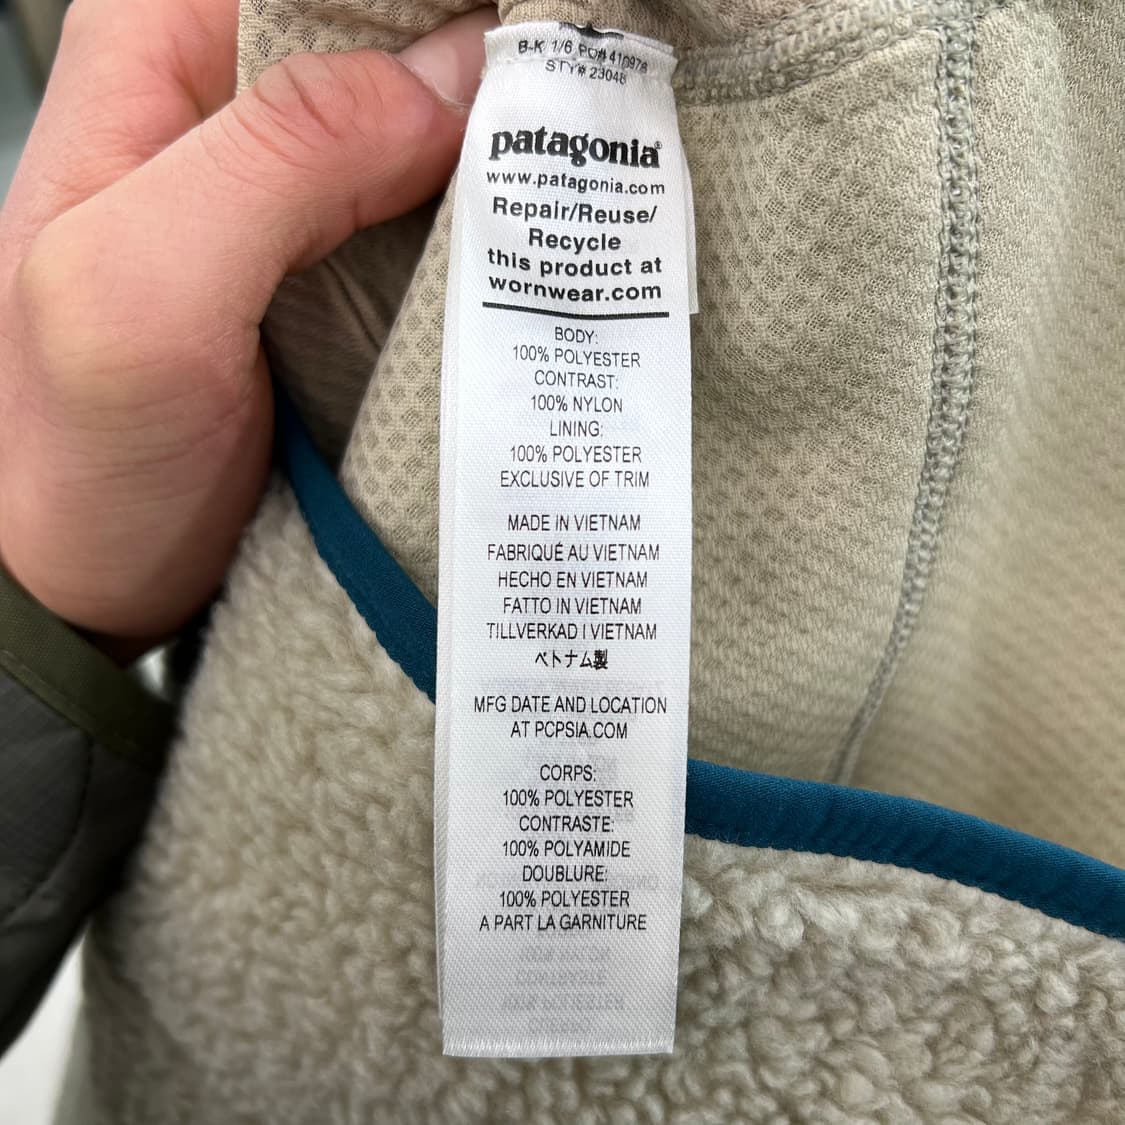 B-K 1/6 PO# 410976
STY# 23048
patagonia®
www.patagonia.com
Repair/Reuse/
Recycle
this product at
wornwear.com
BODY:
100% POLYESTER
CONTRAST:
100% NYLON
LINING:
100% POLYESTER
EXCLUSIVE OF TRIM
MADE IN VIETNAM
FABRIQUÉ AU VIETNAM
HECHO EN VIETNAM
FATTO IN VIETNAM
TILLVERKAD I VIETNAM
ベトナム製
MFG DATE AND LOCATION
AT PCPSIA.COM
CORPS:
100% POLYESTER
CONTRASTE:
100% POLYAMIDE
DOUBLURE:
100% POLYESTER
A PART LA GARNITURE